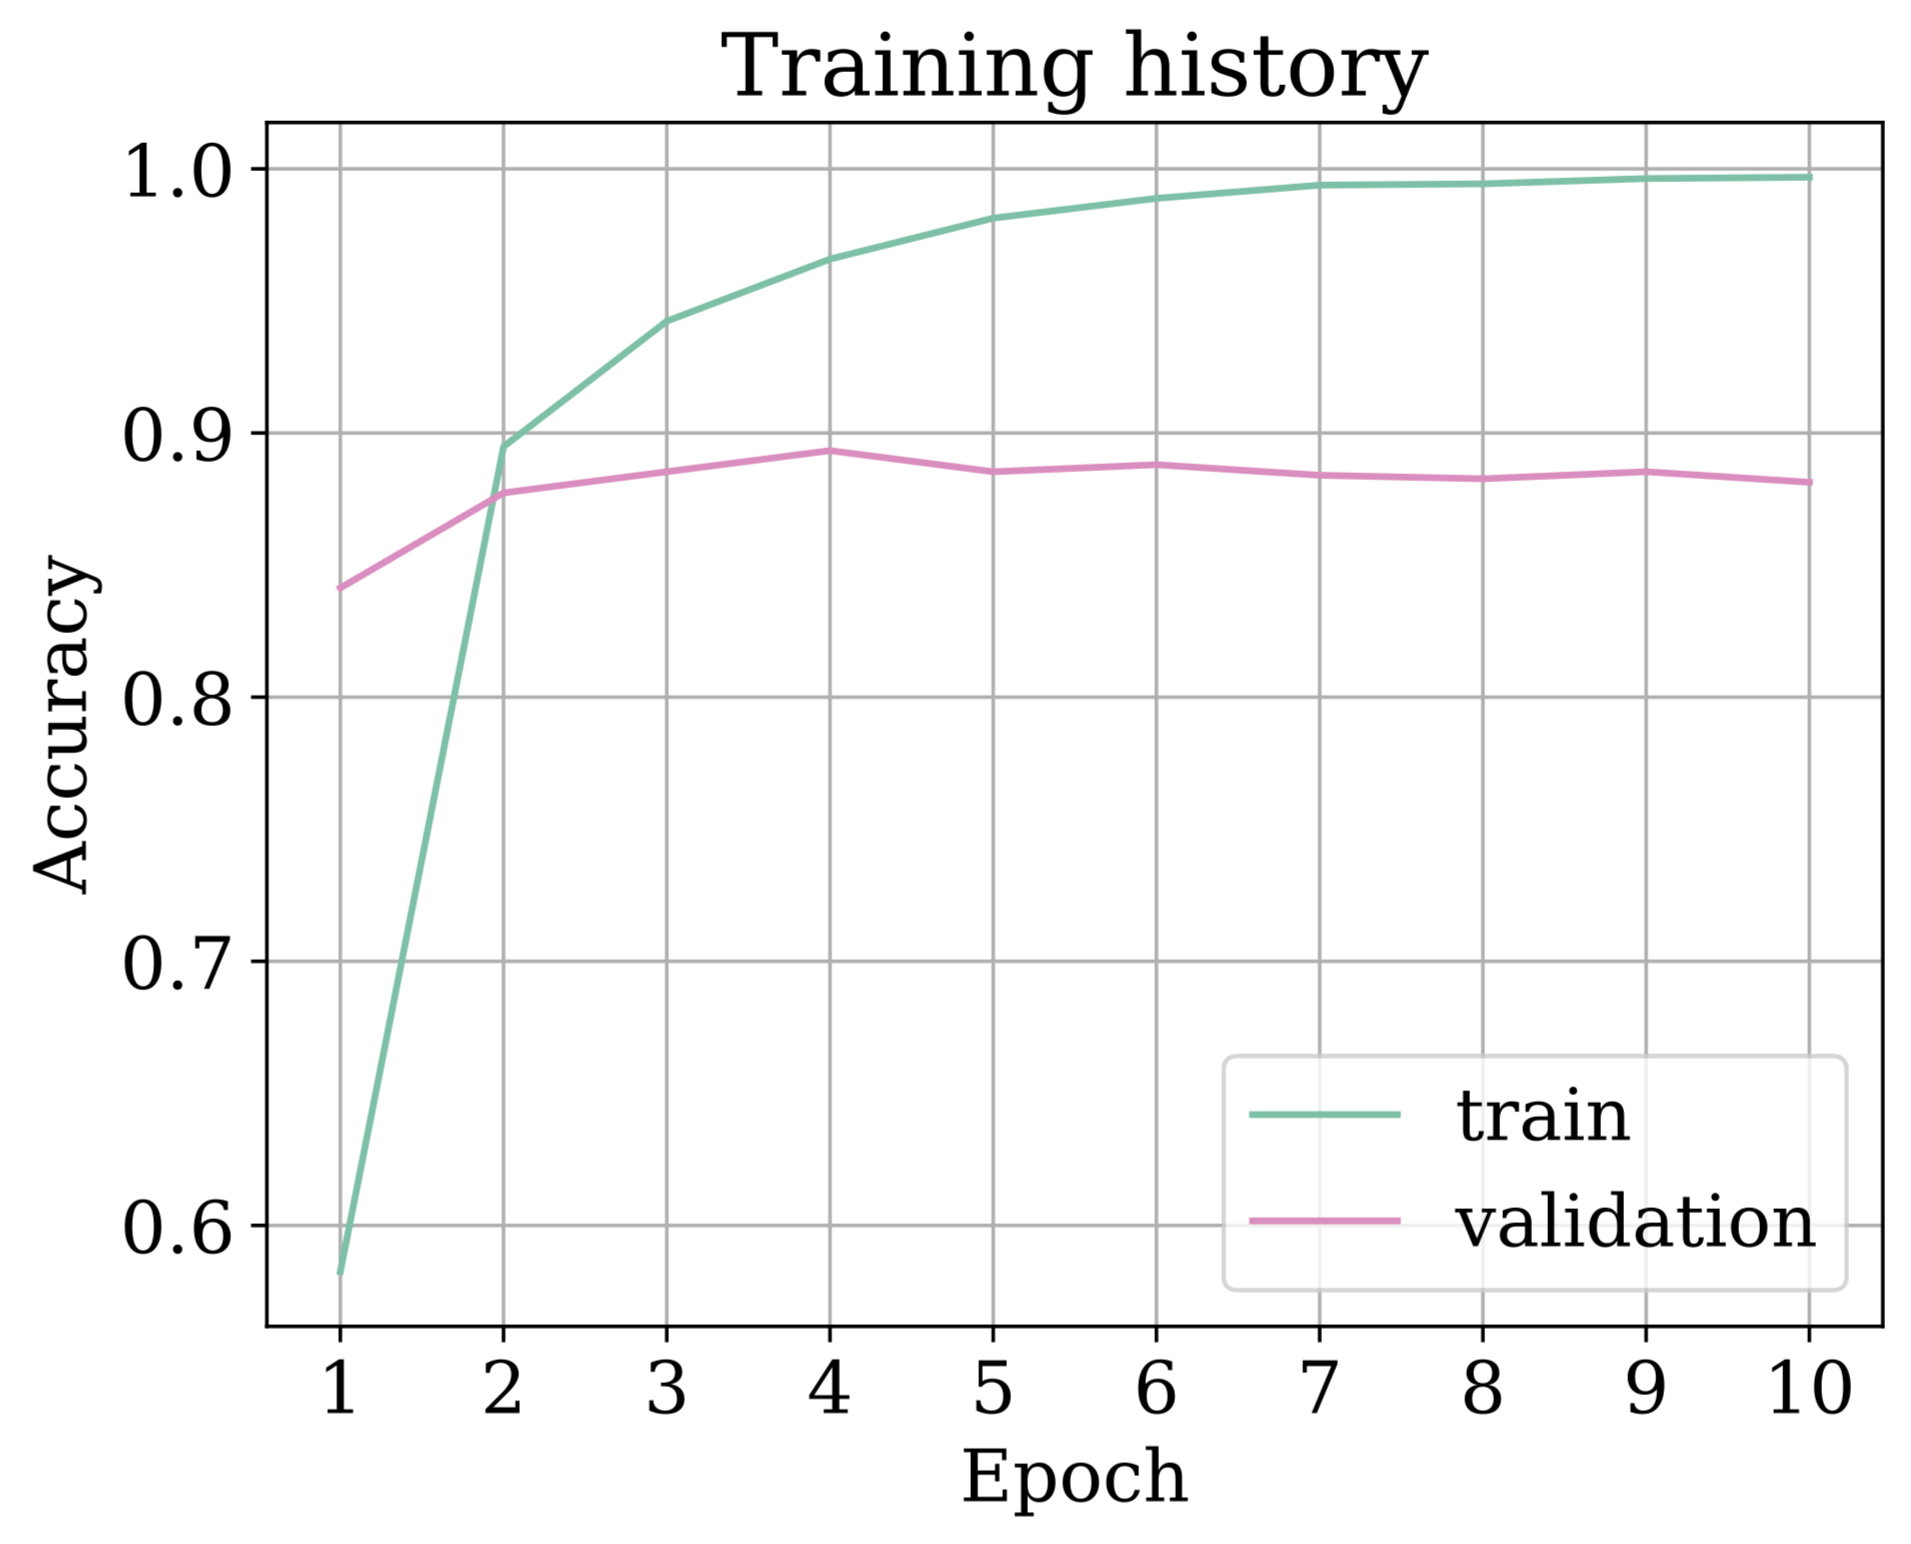 Training history
1.0
0.9
0.8
0.7
0.6
Accuracy
train
validation
1 2 3 4 5 6 7 8 9 10
Epoch